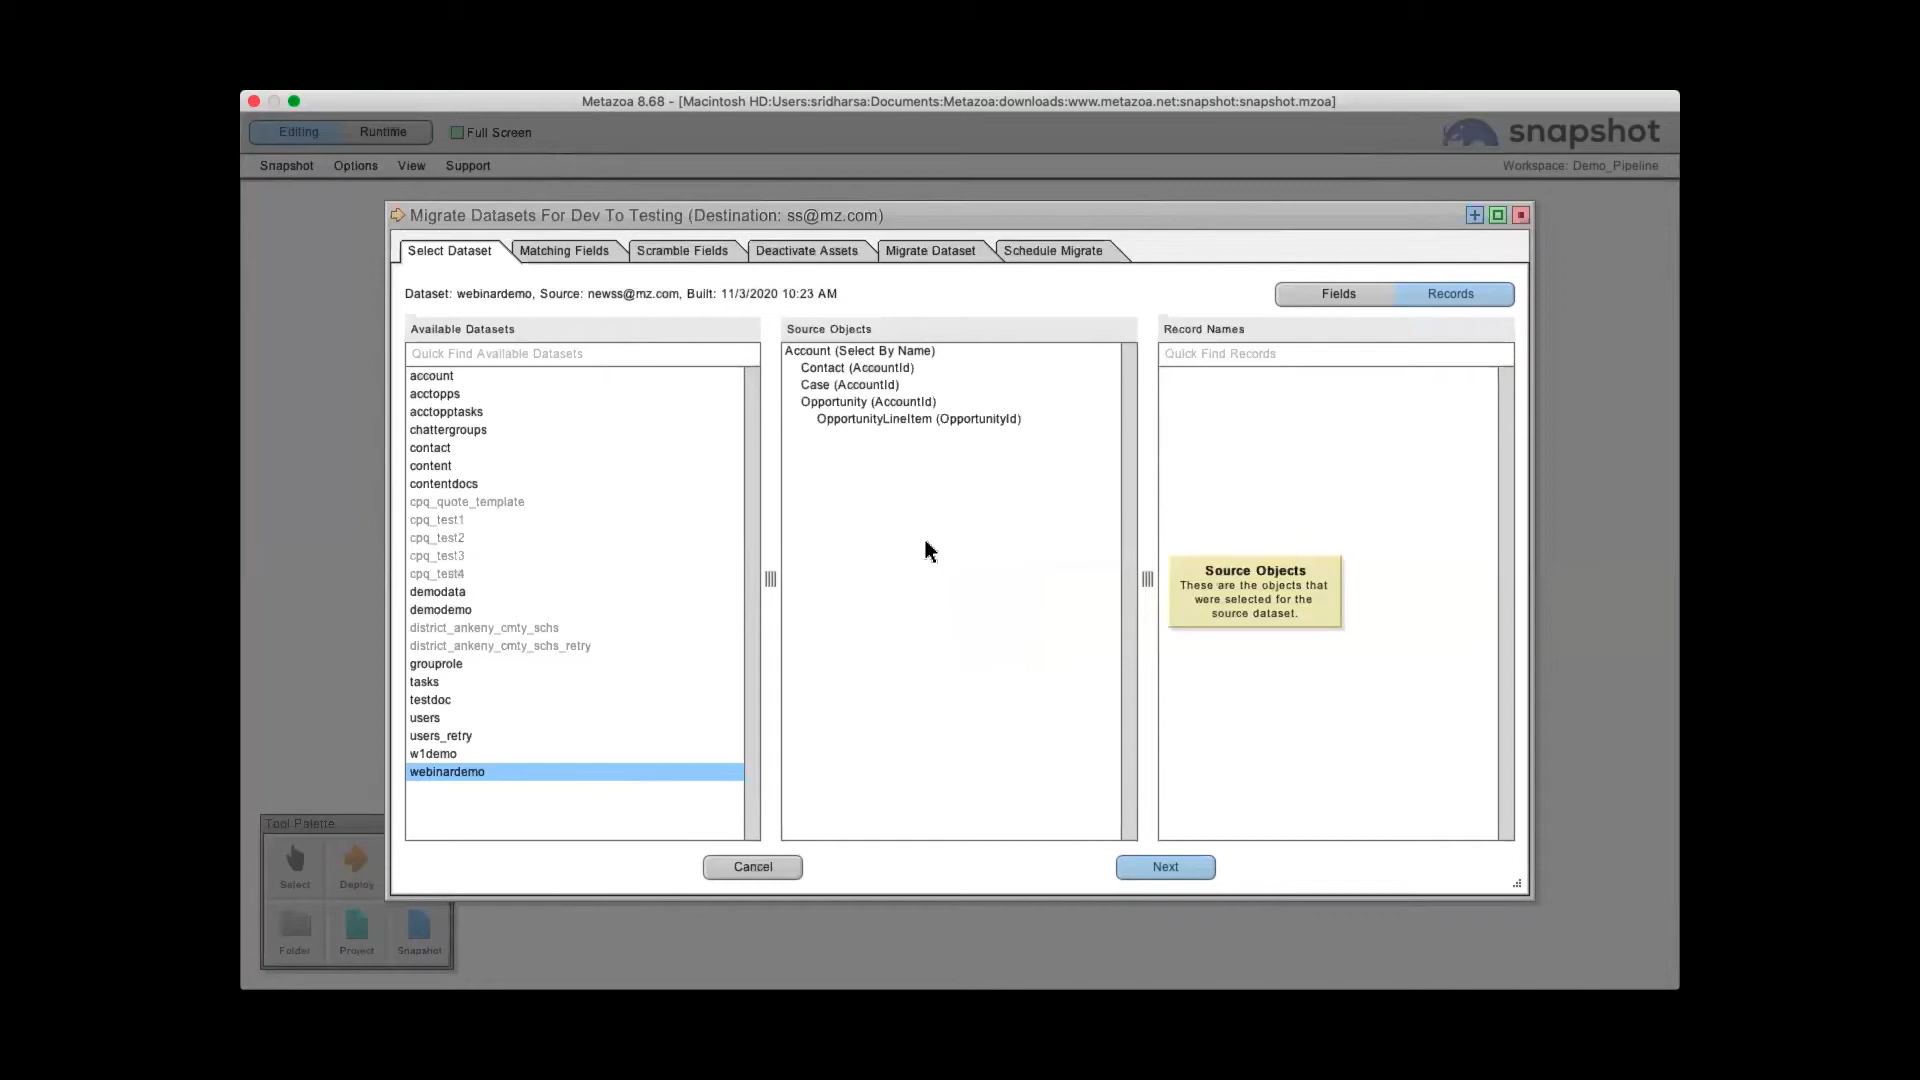 Metazoa 8.68 - [Macintosh HD:Users:sridharsa:Documents:Metazoa:downloads:www.metazoa.net:snapshot:snapshot.mzoa]
Editing Runtime Full Screen snapshot
Snapshot Options View Support Workspace: Demo_Pipeline
Migrate Datasets For Dev To Testing (Destination: ss@mz.com)
Select Dataset Matching Fields Scramble Fields Deactivate Assets Migrate Dataset Schedule Migrate
Dataset: webinardemo, Source: newss@mz.com, Built: 11/3/2020 10:23 AM Fields Records
Available Datasets
Quick Find Available Datasets
account
acctopps
acctopptasks
chattergroups
contact
content
contentdocs
cpq_quote_template
cpq_test1
cpq_test2
cpq_test3
cpq_test4
demodata
demodemo
district_ankeny_cmty_schs
district_ankeny_cmty_schs_retry
grouprole
tasks
testdoc
users
users_retry
w1demo
webinardemo
Source Objects
Account (Select By Name)
Contact (AccountId)
Case (AccountId)
Opportunity (AccountId)
OpportunityLineItem (OpportunityId)
Record Names
Quick Find Records
Source Objects
These are the objects that
were selected for the
source dataset.
Cancel Next
Tool Palette
Select Deploy
Folder Project Snapshot